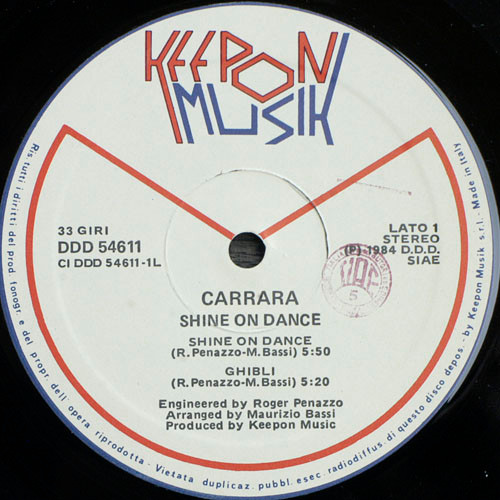 KEEPON
MUSIK
33 GIRI
DDD 54611
CI DDD 54611-1L
LATO 1
STEREO
(P) 1984 D.D.D.
SIAE
5
CARRARA
SHINE ON DANCE
SHINE ON DANCE
(R. Penazzo-M. Bassi) 5:50
GHIBLI
(R. Penazzo-M. Bassi) 5:20
Engineered by Roger Penazzo
Arranged by Maurizio Bassi
Produced by Keepon Music
Ris. tutti i diritti del prod. fonogr. e del propr. dell opera riprodotta - Vietata duplicaz. pubbl. esec. radiodiffus. di questo disco depos. - by Keepon Musik s.r.l. - Made in Italy